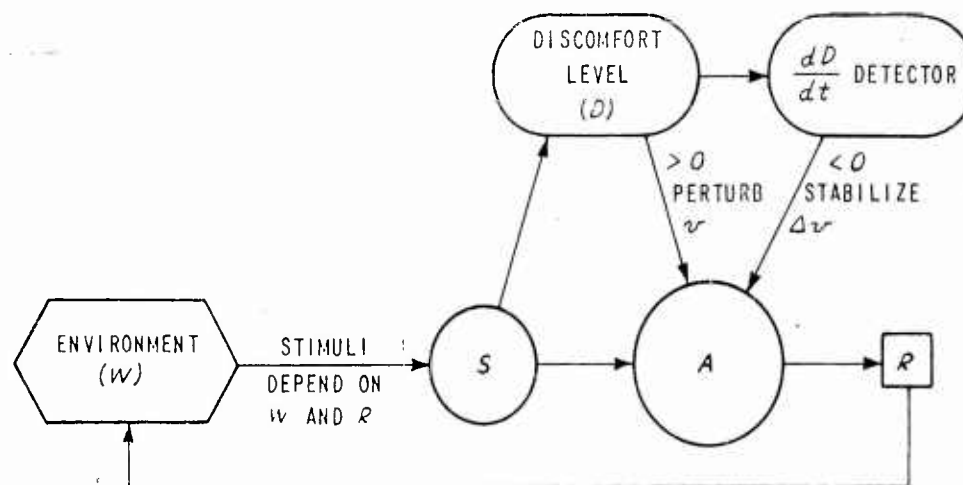 DISCOMFORT
LEVEL
(D)
dD
dt
DETECTOR
>0
PERTURB
v
<0
STABILIZE
Δv
ENVIRONMENT
(W)
STIMULI
DEPEND ON
W AND R
S
A
R